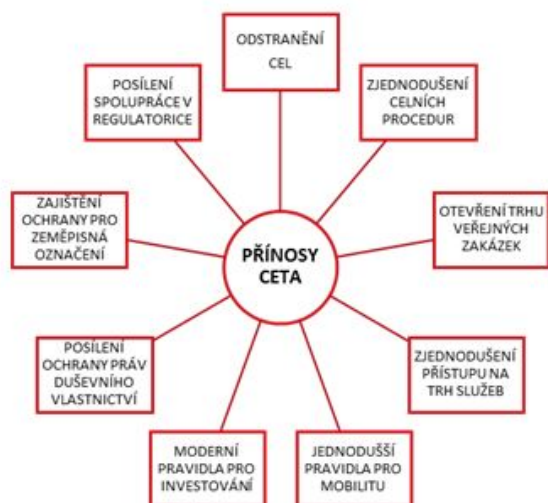 ODSTRANĚNÍ
CEL
ZJEDNODUŠENÍ
CELNÍCH
PROCEDUR
OTEVŘENÍ TRHU
VEŘEJNÝCH
ZAKÁZEK
ZJEDNODUŠENÍ
PŘÍSTUPU NA
TRH SLUŽEB
JEDNODUŠŠÍ
PRAVIDLA PRO
MOBILITU
MODERNÍ
PRAVIDLA PRO
INVESTOVÁNÍ
POSÍLENÍ
OCHRANY PRÁV
DUŠEVNÍHO
VLASTNICTVÍ
ZAJIŠTĚNÍ
OCHRANY PRO
ZEMĚPISNÁ
OZNAČENÍ
POSÍLENÍ
SPOLUPRÁCE V
REGULATORICE
PŘÍNOSY
CETA